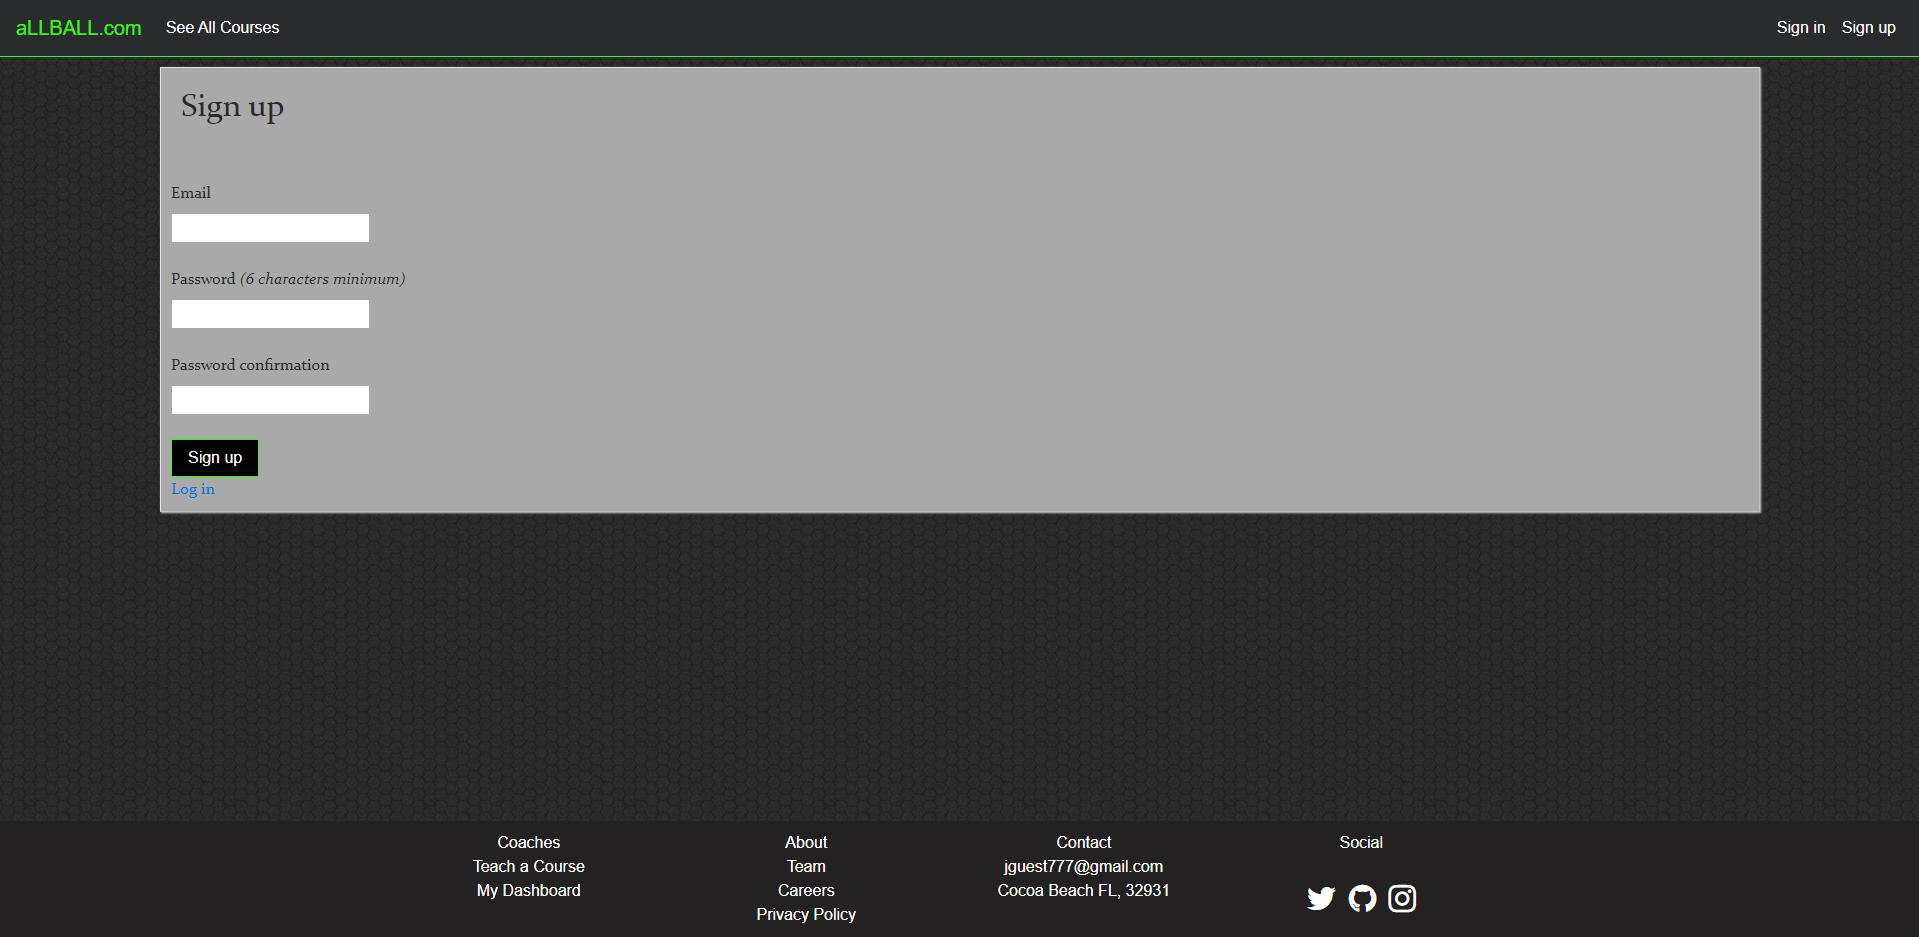 aLLBALL.com See All Courses Sign in Sign up
Sign up
Email
Password (6 characters minimum)
Password confirmation
Sign up
Log in
Coaches
Teach a Course
My Dashboard
About
Team
Careers
Privacy Policy
Contact
jguest777@gmail.com
Cocoa Beach FL, 32931
Social